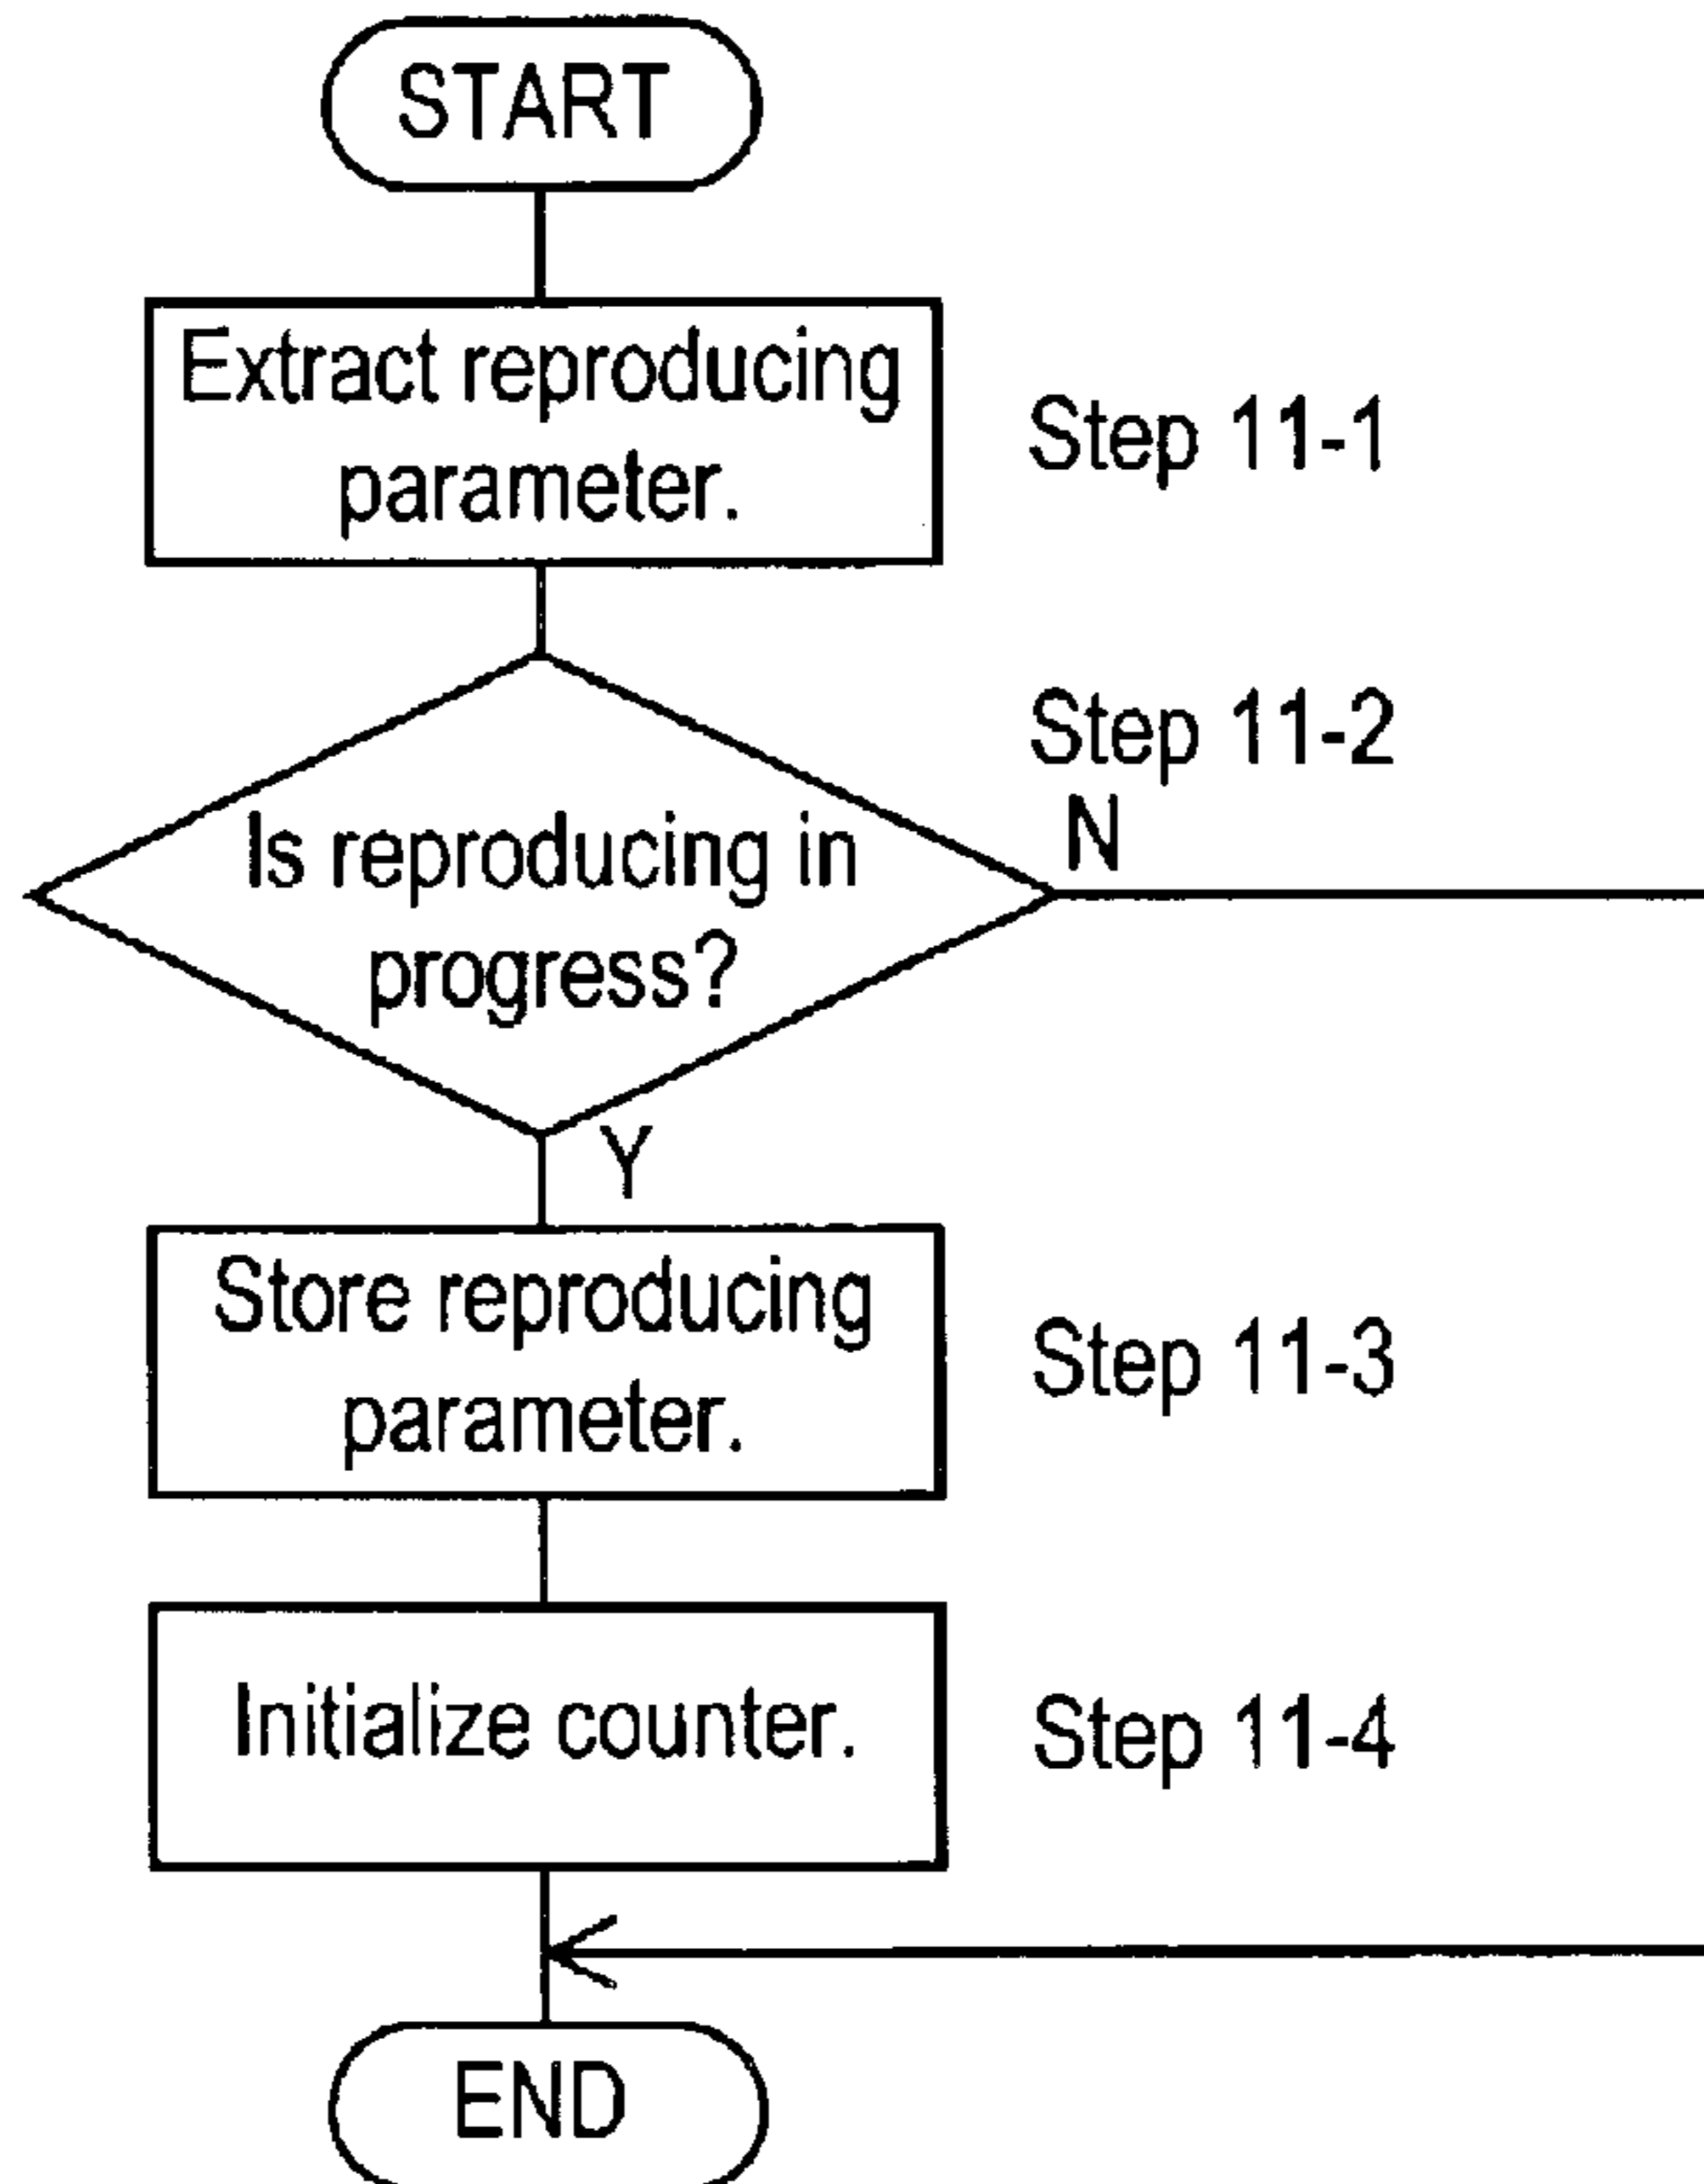 START
Extract reproducing
parameter.
Step 11-1
Step 11-2
N
Is reproducing in
progress?
Y
Store reproducing
parameter.
Step 11-3
Initialize counter.
Step 11-4
END